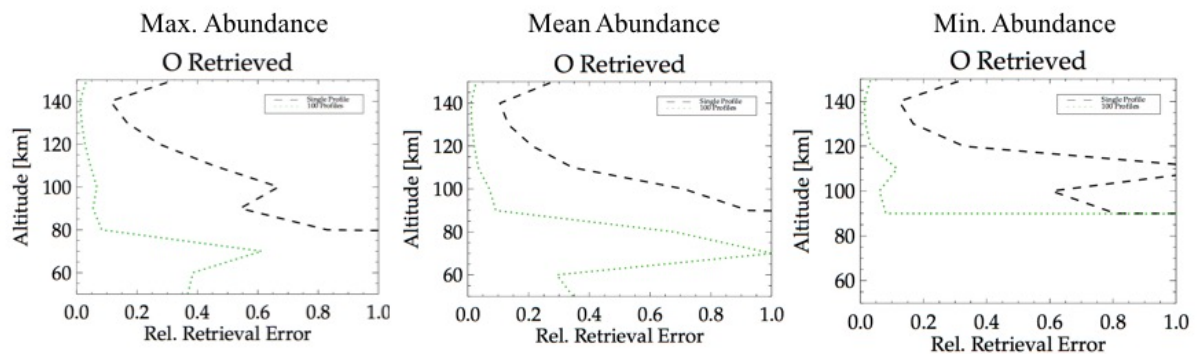 Max. Abundance
O Retrieved
Single Profile
100 Profiles
140
120
100
80
60
Altitude [km]
0.0 0.2 0.4 0.6 0.8 1.0
Rel. Retrieval Error
Mean Abundance
O Retrieved
Single Profile
100 Profiles
140
120
100
80
60
Altitude [km]
0.0 0.2 0.4 0.6 0.8 1.0
Rel. Retrieval Error
Min. Abundance
O Retrieved
Single Profile
100 Profiles
140
120
100
80
60
Altitude [km]
0.0 0.2 0.4 0.6 0.8 1.0
Rel. Retrieval Error